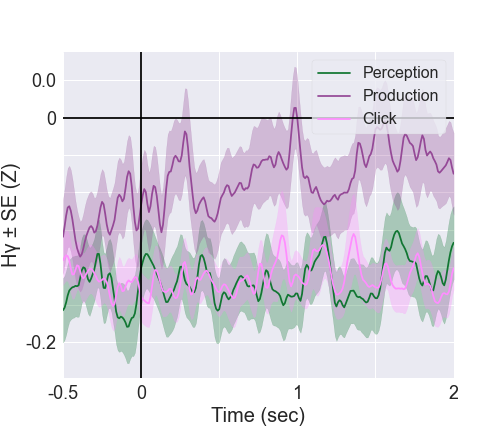 Perception
Production
Click
0.0
0
-0.2
Hγ ± SE (Z)
-0.5
0
1
2
Time (sec)